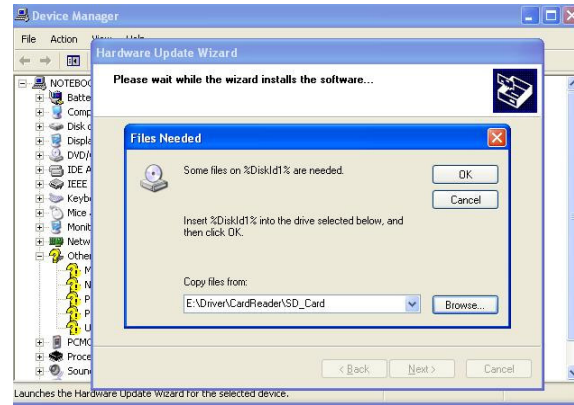 Device Manager
File Action View Help
Hardware Update Wizard
Please wait while the wizard installs the software...
NOTEBO
Batte
Comp
Disk d
Displa
DVD/
IDE A
IEEE
Keybo
Mice
Monit
Netw
Other
M
N
P
P
U
PCMC
Proce
Soun
Files Needed
Some files on %DiskId1% are needed.
OK
Cancel
Insert %DiskId1% into the drive selected below, and
then click OK.
Copy files from:
E:\Driver\CardReader\SD_Card
Browse...
< Back Next > Cancel
Launches the Hardware Update Wizard for the selected device.